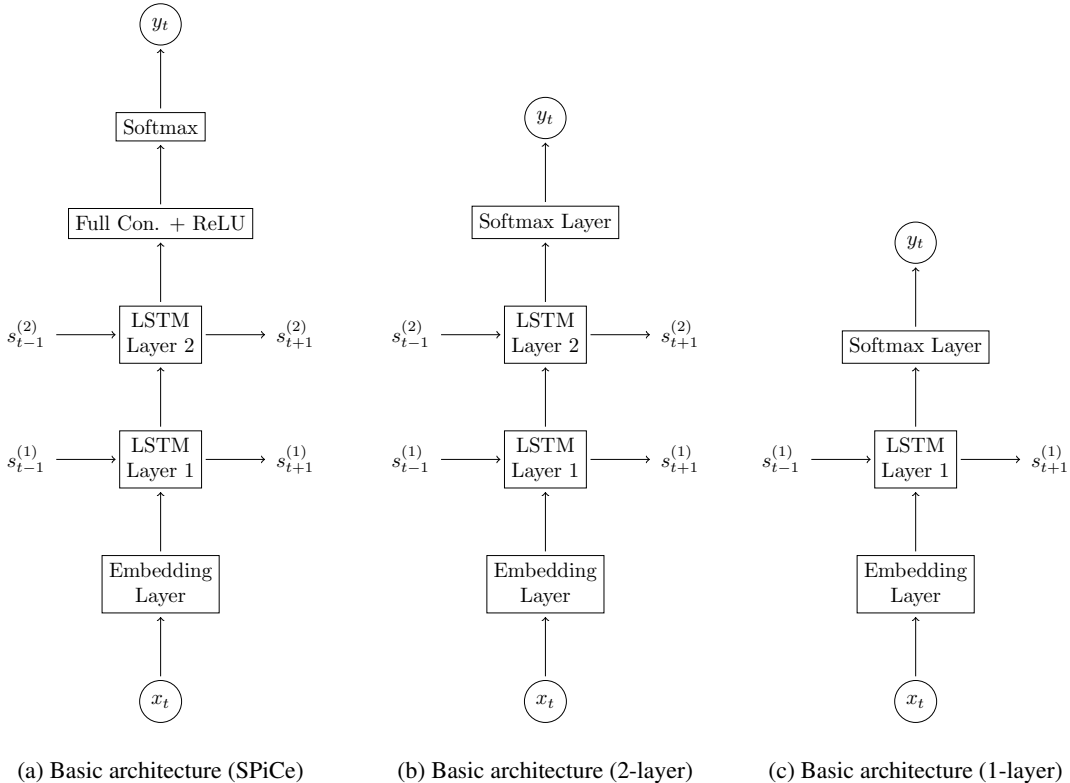 y_t
Softmax
Full Con. + ReLU
s_{t-1}^{(2)}
LSTM
Layer 2
s_{t+1}^{(2)}
s_{t-1}^{(1)}
LSTM
Layer 1
s_{t+1}^{(1)}
Embedding
Layer
x_t
(a) Basic architecture (SPiCe)
y_t
Softmax Layer
s_{t-1}^{(2)}
LSTM
Layer 2
s_{t+1}^{(2)}
s_{t-1}^{(1)}
LSTM
Layer 1
s_{t+1}^{(1)}
Embedding
Layer
x_t
(b) Basic architecture (2-layer)
y_t
Softmax Layer
s_{t-1}^{(1)}
LSTM
Layer 1
s_{t+1}^{(1)}
Embedding
Layer
x_t
(c) Basic architecture (1-layer)